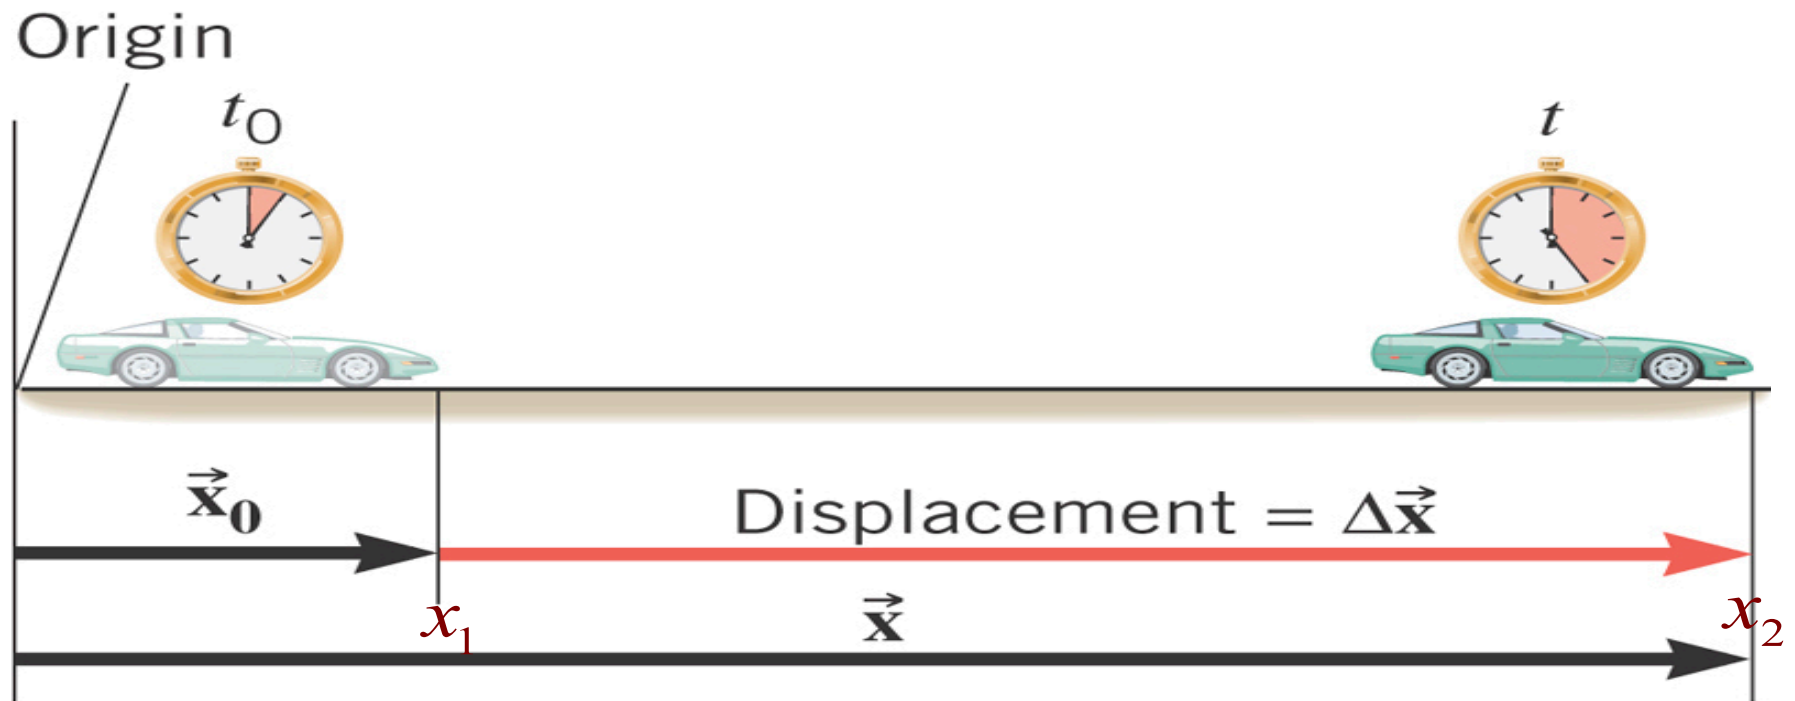 Origin
t₀
t
x⃗₀
Displacement = Δx⃗
x₁
x⃗
x₂